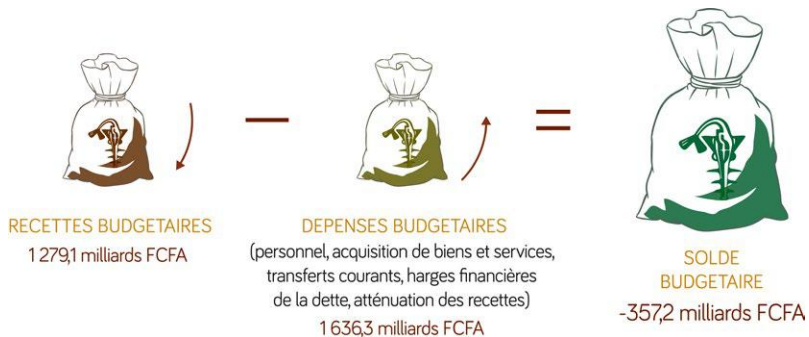 RECETTES BUDGETAIRES
1 279,1 milliards FCFA
DEPENSES BUDGETAIRES
(personnel, acquisition de biens et services,
transferts courants, harges financières
de la dette, atténuation des recettes)
1 636,3 milliards FCFA
SOLDE
BUDGETAIRE
-357,2 milliards FCFA